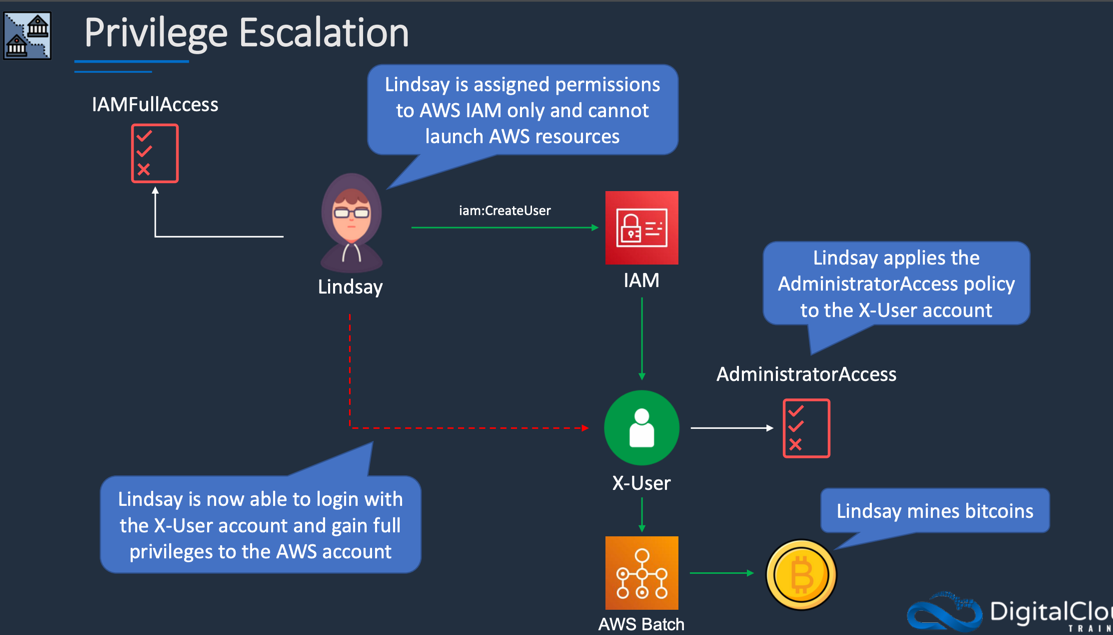 Privilege Escalation
IAMFullAccess
Lindsay is assigned permissions
to AWS IAM only and cannot
launch AWS resources
iam:CreateUser
Lindsay
IAM
Lindsay applies the
AdministratorAccess policy
to the X-User account
AdministratorAccess
X-User
Lindsay is now able to login with
the X-User account and gain full
privileges to the AWS account
Lindsay mines bitcoins
AWS Batch
DigitalClou
TRAIN